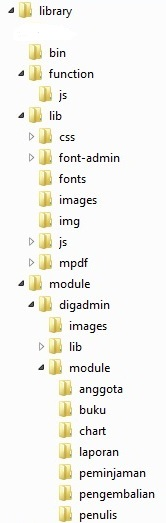 library
bin
function
js
lib
css
font-admin
fonts
images
img
js
mpdf
module
digadmin
images
lib
module
anggota
buku
chart
laporan
peminjaman
pengembalian
penulis